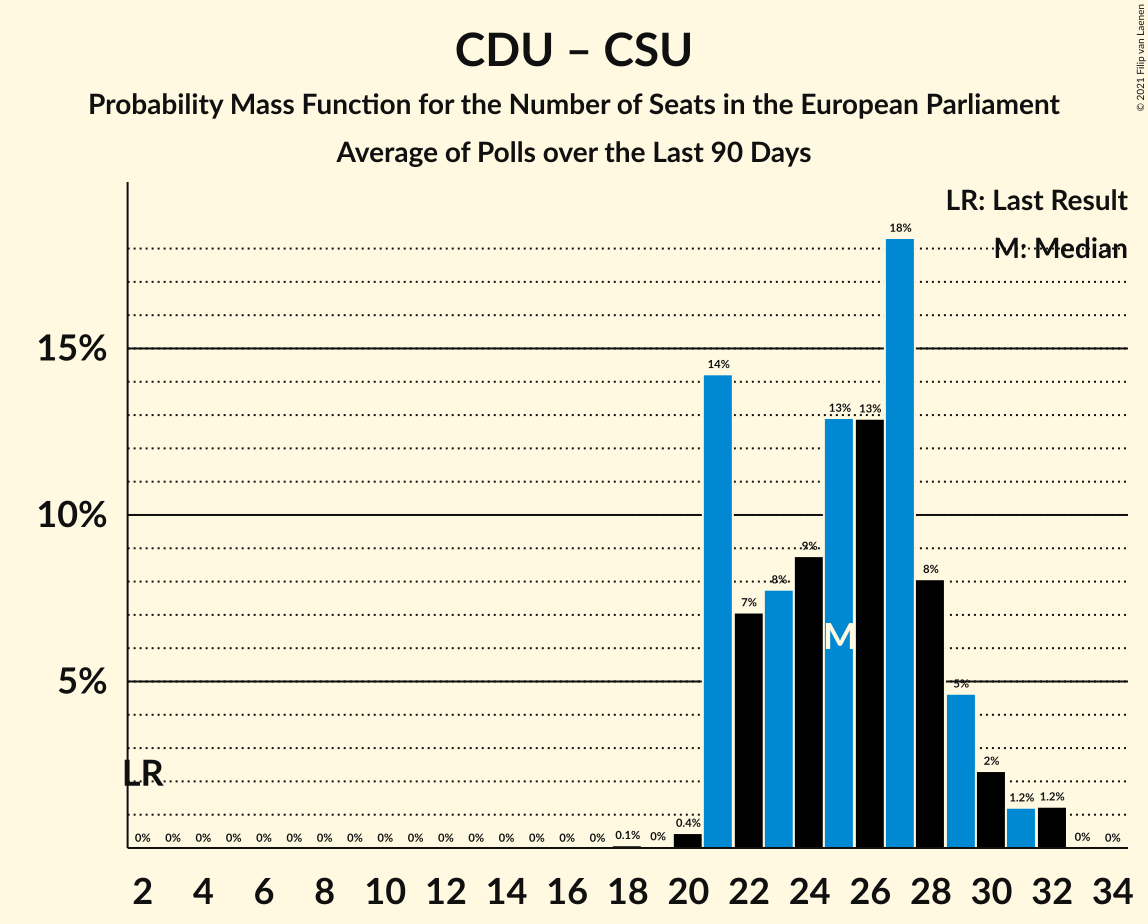 CDU – CSU
Probability Mass Function for the Number of Seats in the European Parliament
Average of Polls over the Last 90 Days
© 2021 Filip van Laenen
LR: Last Result
M: Median
18%
15%
14%
13% 13%
10%
9%
8%
8%
7%
M
5%
5%
LR
2%
1.2% 1.2%
0.4%
0% 0% 0% 0% 0% 0% 0% 0% 0% 0% 0% 0% 0% 0% 0% 0% 0.1% 0% 0% 0%
2 4 6 8 10 12 14 16 18 20 22 24 26 28 30 32 34